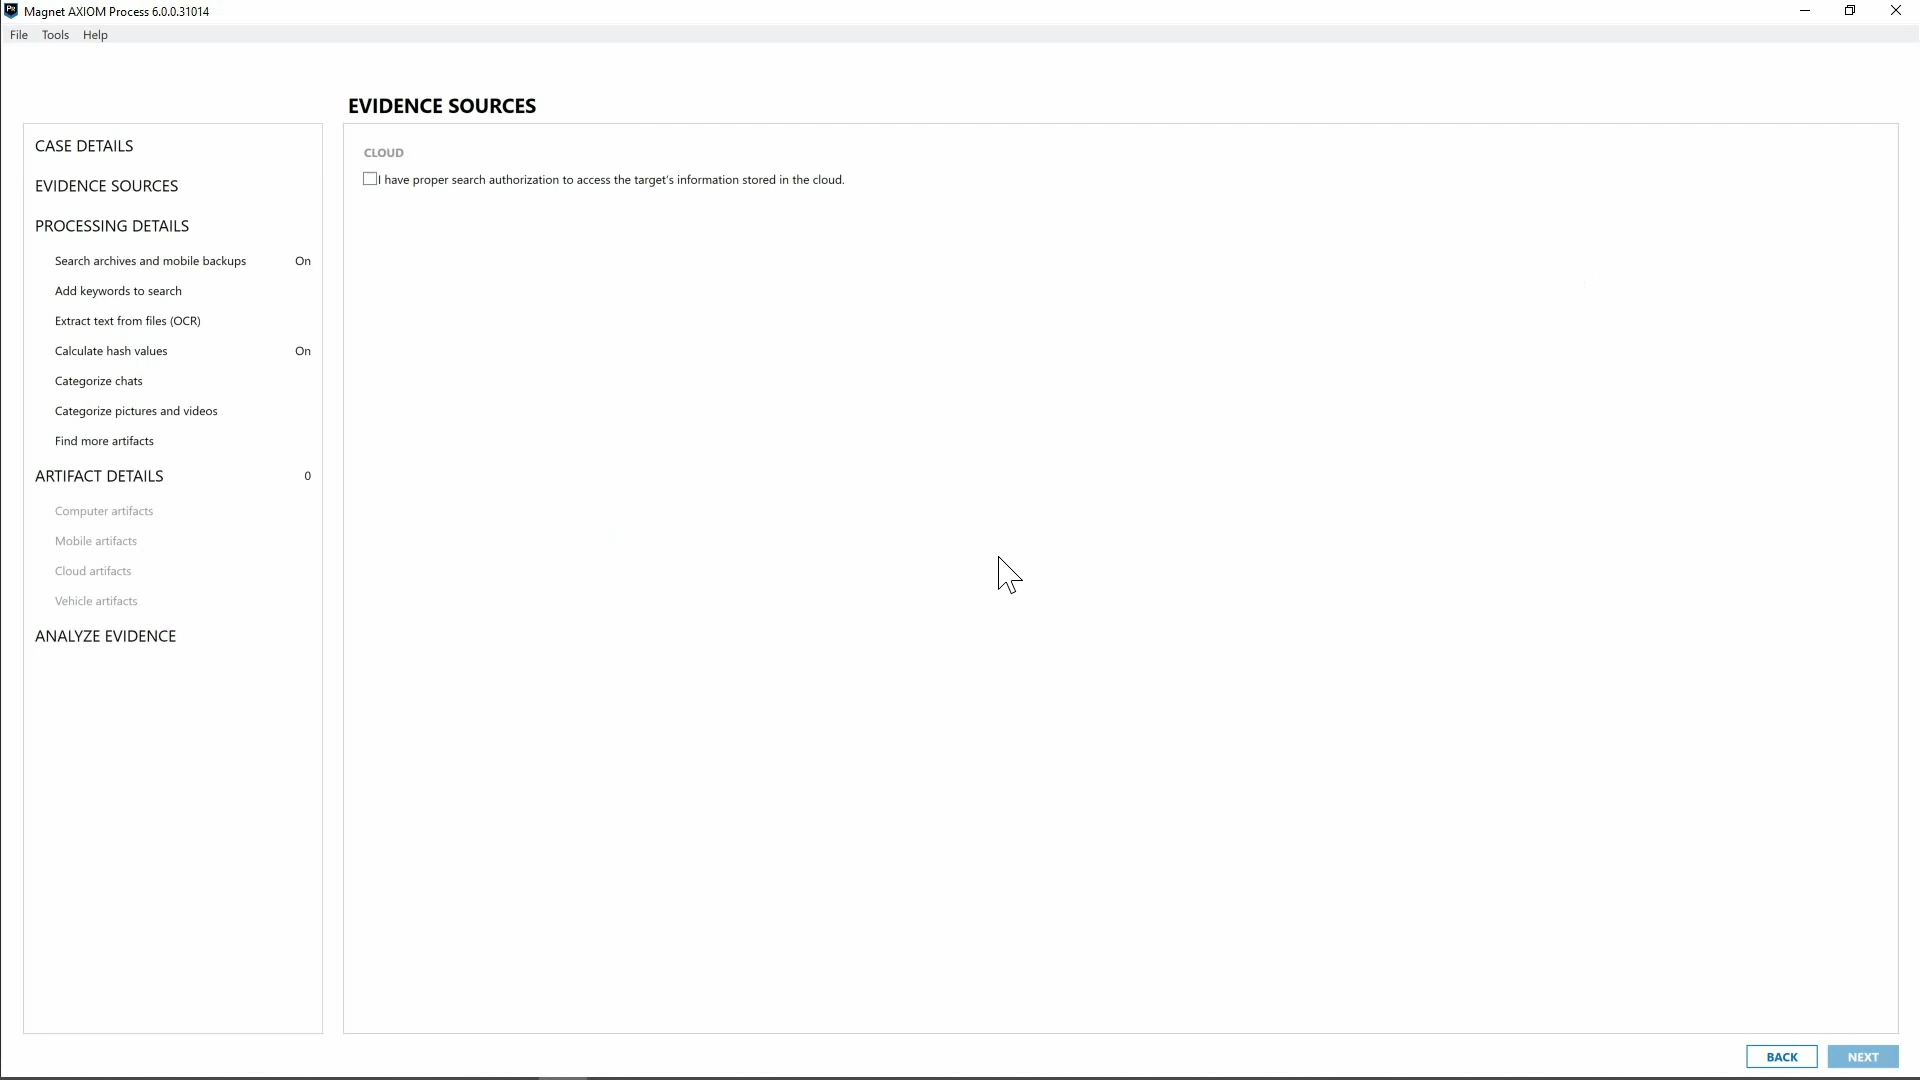 Magnet AXIOM Process 6.0.0.31014
File Tools Help
EVIDENCE SOURCES
CASE DETAILS
EVIDENCE SOURCES
PROCESSING DETAILS
Search archives and mobile backups On
Add keywords to search
Extract text from files (OCR)
Calculate hash values On
Categorize chats
Categorize pictures and videos
Find more artifacts
ARTIFACT DETAILS 0
Computer artifacts
Mobile artifacts
Cloud artifacts
Vehicle artifacts
ANALYZE EVIDENCE
CLOUD
I have proper search authorization to access the target's information stored in the cloud.
BACK NEXT